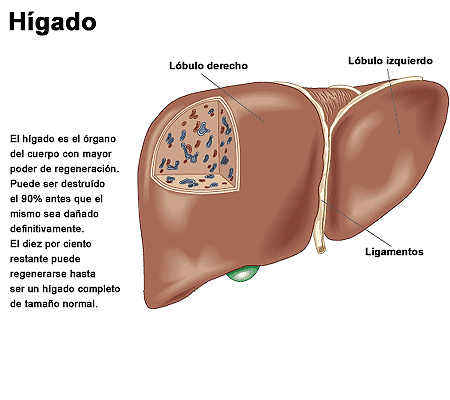 Hígado
Lóbulo derecho
Lóbulo izquierdo
El hígado es el órgano
del cuerpo con mayor
poder de regeneración.
Puede ser destruído
el 90% antes que el
mismo sea dañado
definitivamente.
El diez por ciento
restante puede
regenerarse hasta
ser un hígado completo
de tamaño normal.
Ligamentos